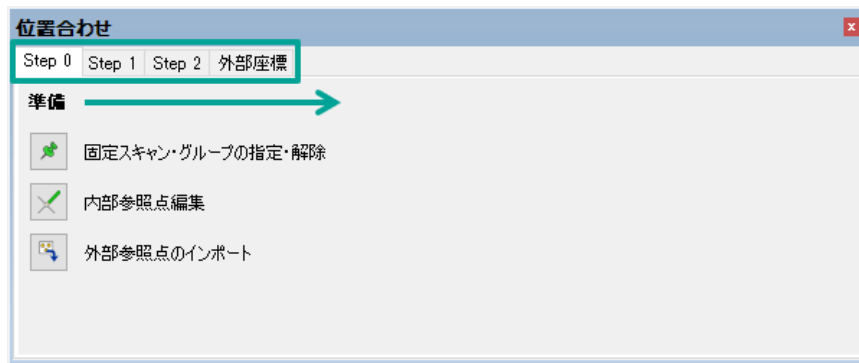 位置合わせ
Step 0 Step 1 Step 2 外部座標
準備
固定スキャン・グループの指定・解除
内部参照点編集
外部参照点のインポート